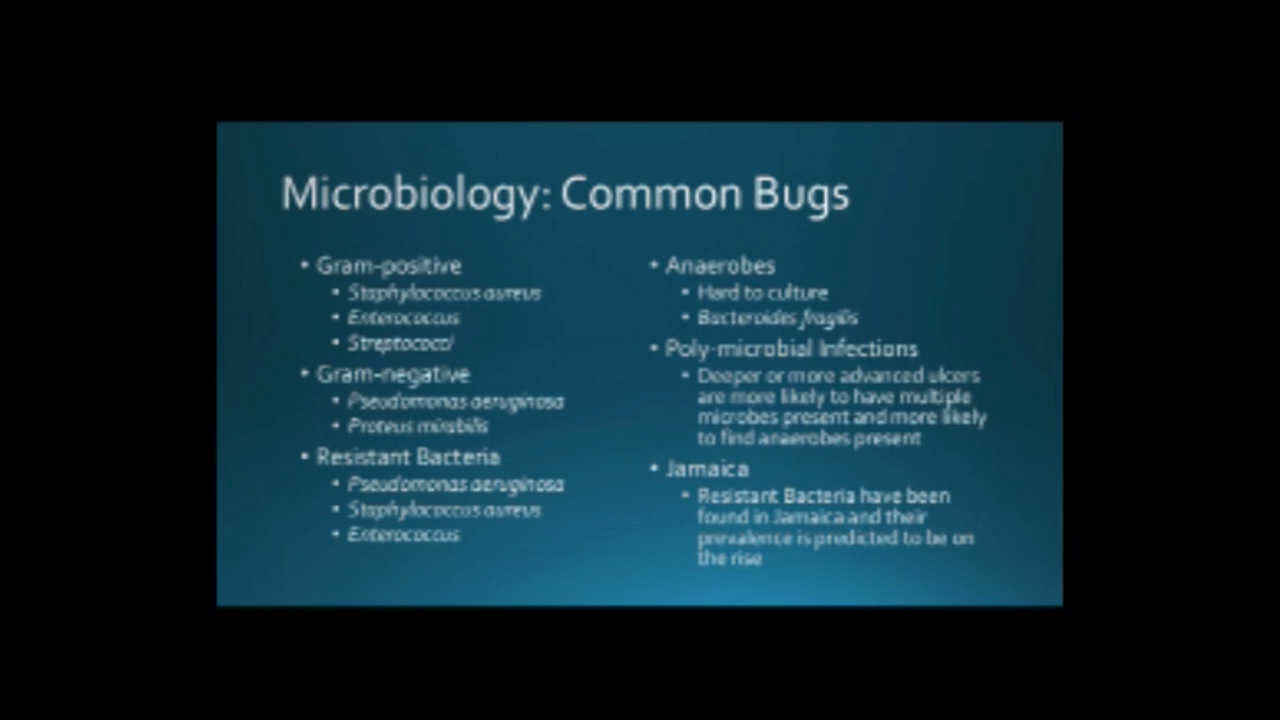 Microbiology: Common Bugs
• Gram-positive
• Staphylococcus aureus
• Enterococcus
• Streptococci
• Gram-negative
• Pseudomonas aeruginosa
• Proteus mirabilis
• Resistant Bacteria
• Pseudomonas aeruginosa
• Staphylococcus aureus
• Enterococcus
• Anaerobes
• Hard to culture
• Bacteroides fragilis
• Poly-microbial Infections
• Deeper or more advanced ulcers
are more likely to have multiple
microbes present and more likely
to find anaerobes present
• Jamaica
• Resistant Bacteria have been
found in Jamaica and their
prevalence is predicted to be on
the rise